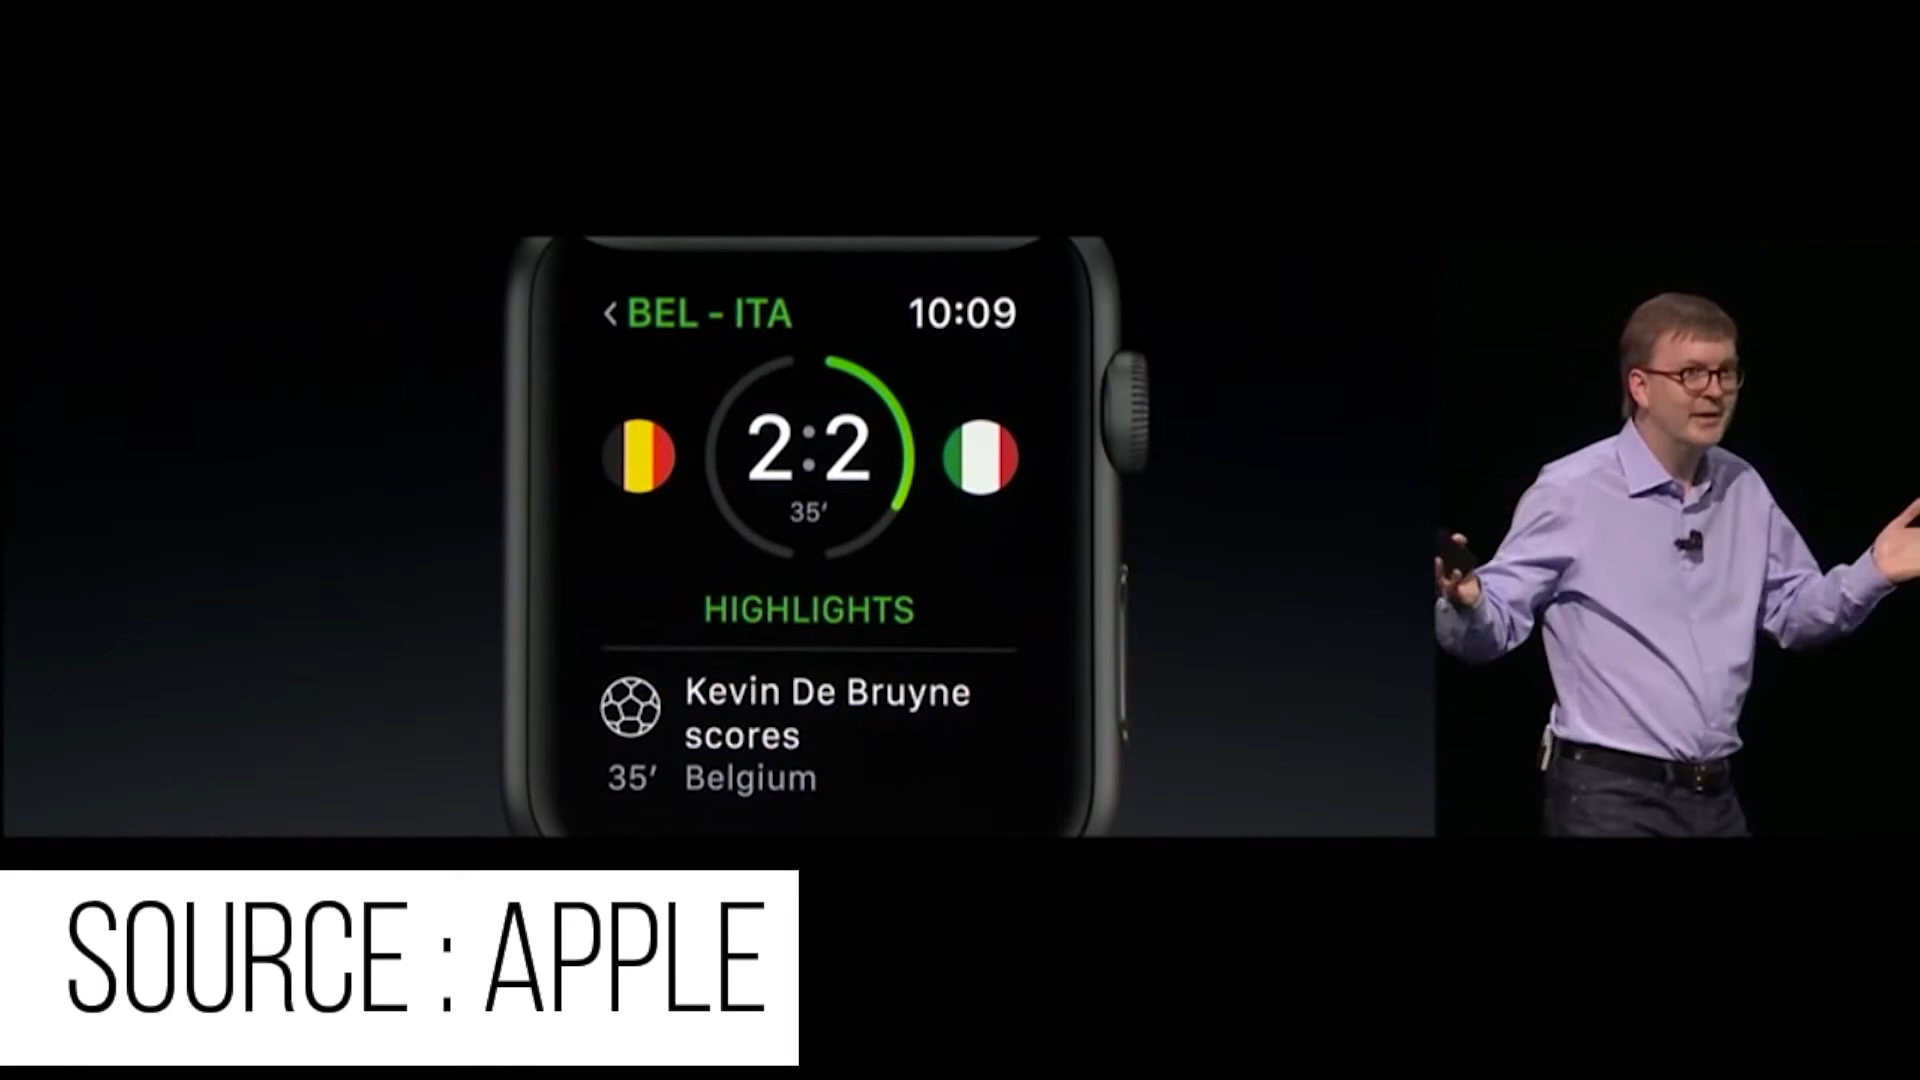 < BEL - ITA 10:09
2:2
35′
HIGHLIGHTS
Kevin De Bruyne
scores
35′ Belgium
SOURCE : APPLE